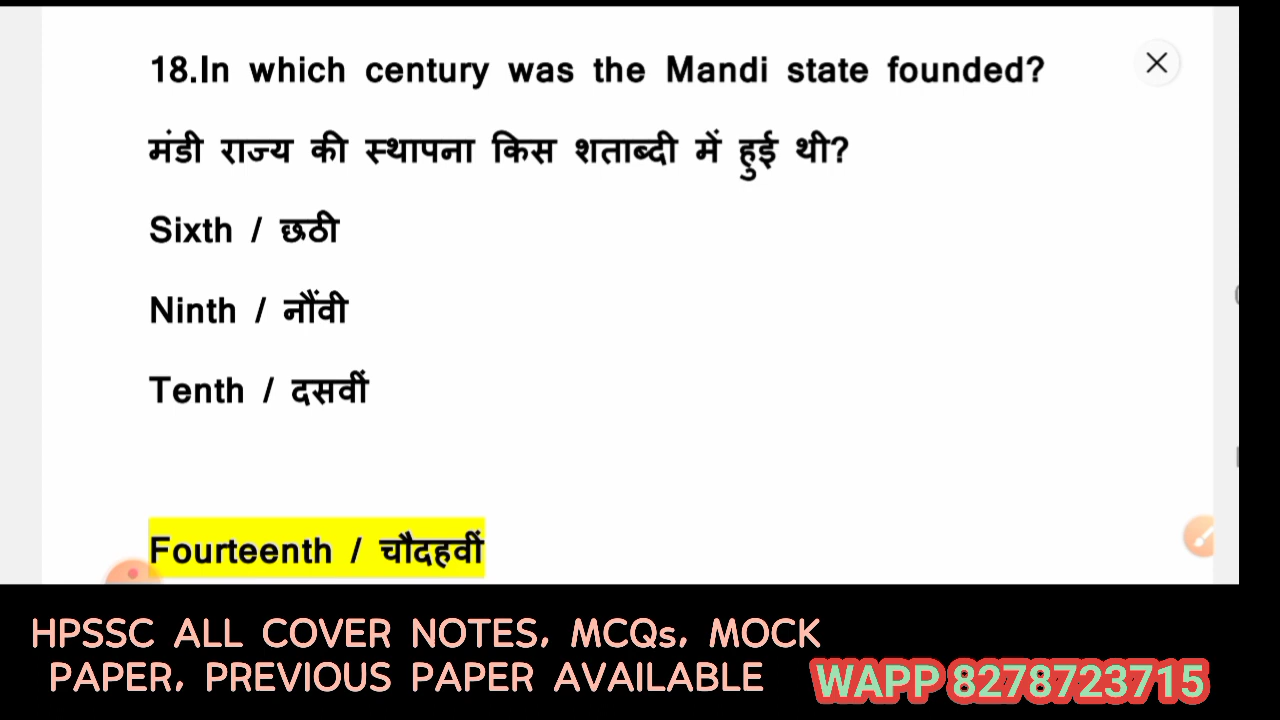 18.In which century was the Mandi state founded?
मंडी राज्य की स्थापना किस शताब्दी में हुई थी?
Sixth / छठी
Ninth / नौंवी
Tenth / दसवीं
Fourteenth / चौदहवीं
HPSSC ALL COVER NOTES, MCQs, MOCK
PAPER, PREVIOUS PAPER AVAILABLE
WAPP 8278723715